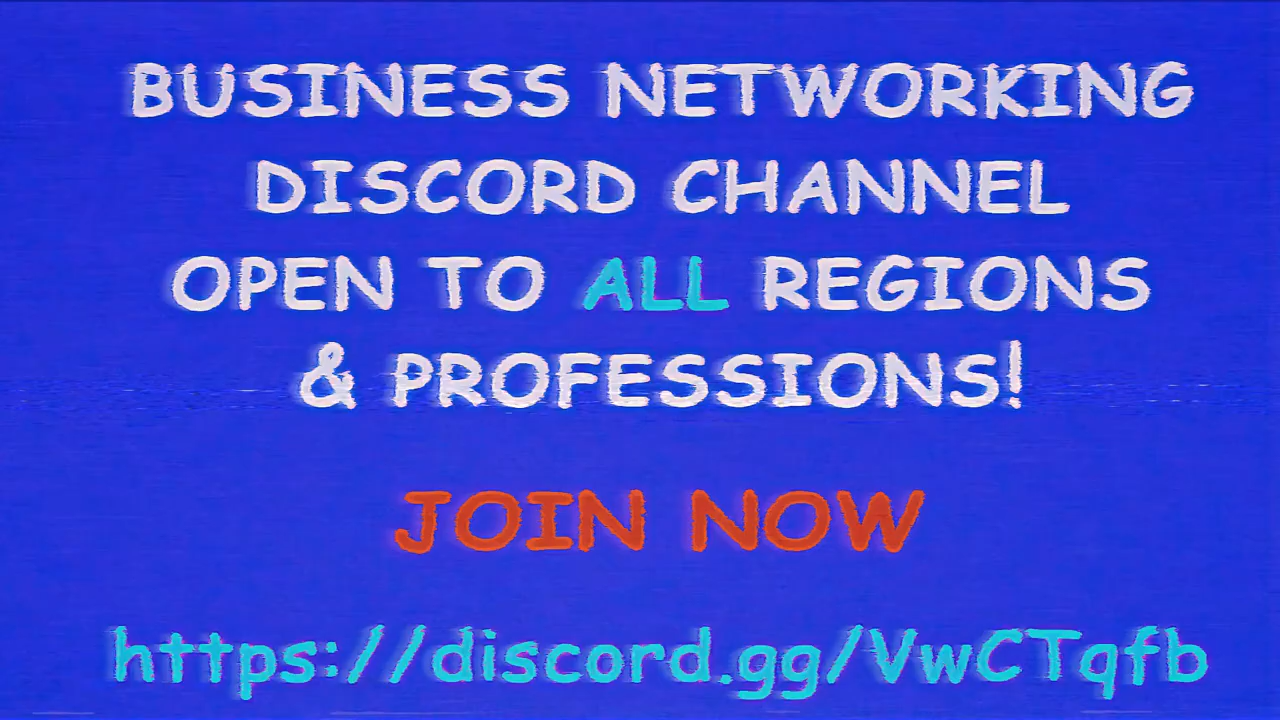 BUSINESS NETWORKING
DISCORD CHANNEL
OPEN TO ALL REGIONS
& PROFESSIONS!
JOIN NOW
https://discord.gg/VwCTqfb